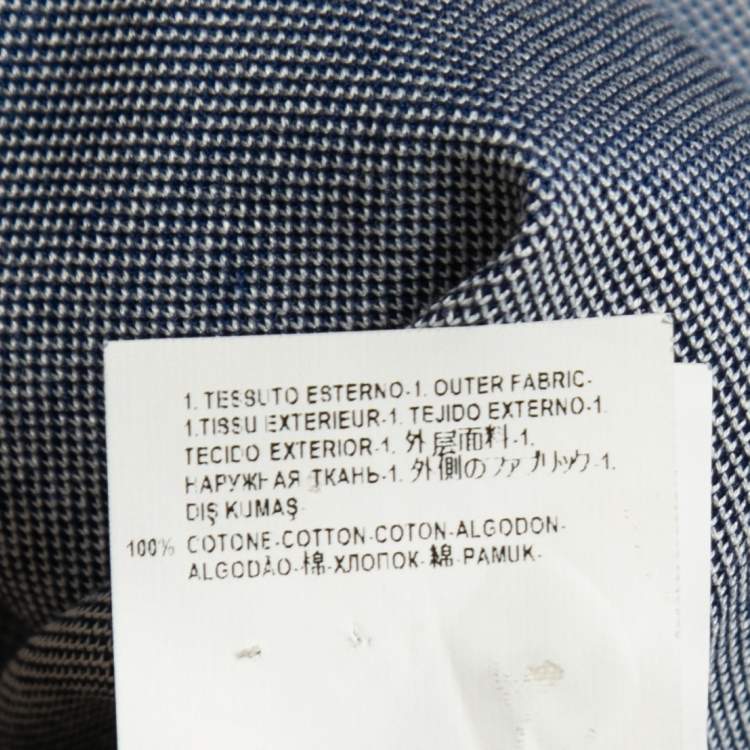 1. TESSUTO ESTERNO-1. OUTER FABRIC-
1.TISSU EXTERIEUR-1. TEJIDO EXTERNO-1.
TECIDO EXTERIOR-1. 外层面料-1.
НАРУЖНАЯ ТКАНЬ-1. 外側のファブリック-1.
DIŞ KUMAŞ
100% COTONE-COTTON-COTON-ALGODON-
ALGODÃO-棉-ХЛОПОК-綿-PAMUK-